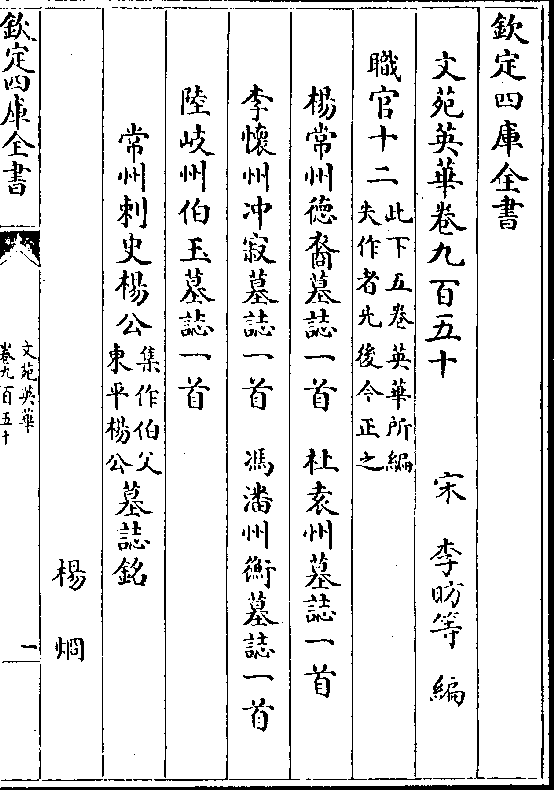 欽定四庫全書
文苑英華卷九百五十　宋　李昉等　編
職官十二此下五卷英華所編失作者先後今正之
楊常州德裔墓誌一首　杜袁州墓誌一首
李懷州冲寂墓誌一首　馮潘州衡墓誌一首
陸岐州伯玉墓誌一首
常州刺史楊公集作伯父東平楊公墓誌銘
楊　烱
欽定四庫全書
文苑英華
卷九百五十
一